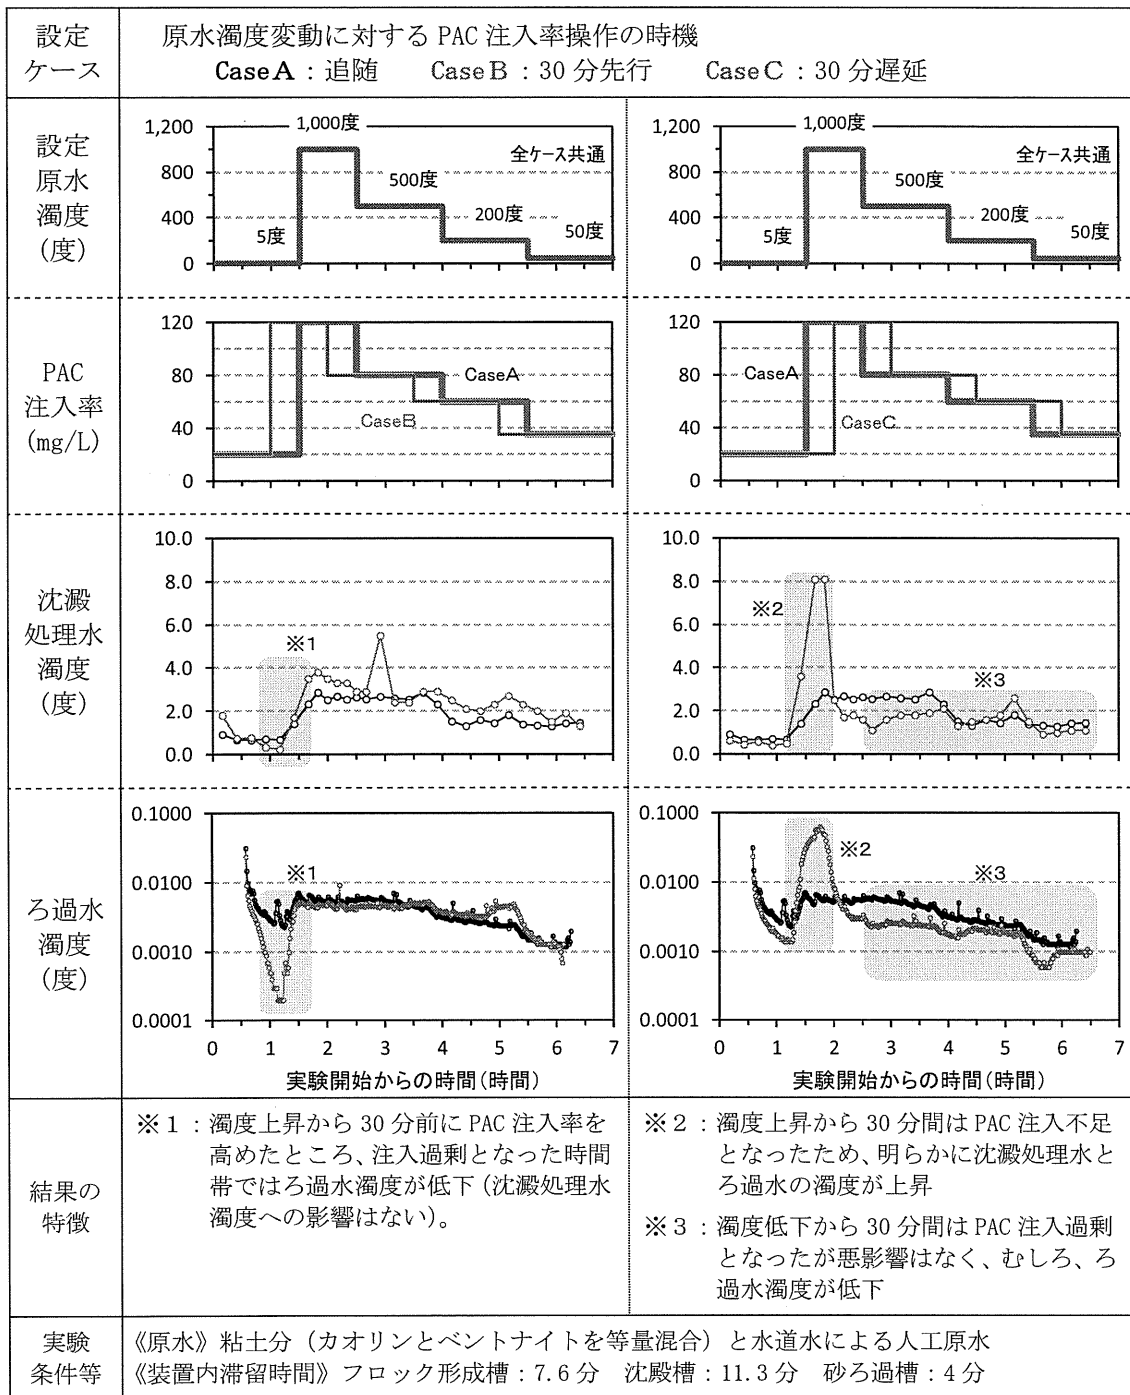 設定
ケース
原水濁度変動に対する PAC 注入率操作の時機
CaseA：追随　CaseB：30 分先行　CaseC：30 分遅延
設定
原水
濁度
(度)
1,200
800
400
0
1,000度
全ケース共通
500度
200度
50度
5度
1,200
800
400
0
1,000度
全ケース共通
500度
200度
50度
5度
PAC
注入率
(mg/L)
120
80
40
0
CaseA
CaseB
120
80
40
0
CaseA
CaseC
沈澱
処理水
濁度
(度)
10.0
8.0
6.0
4.0
2.0
0.0
※1
10.0
8.0
6.0
4.0
2.0
0.0
※2
※3
ろ過水
濁度
(度)
0.1000
0.0100
0.0010
0.0001
※1
0 1 2 3 4 5 6 7
実験開始からの時間(時間)
0.1000
0.0100
0.0010
0.0001
※2
※3
0 1 2 3 4 5 6 7
実験開始からの時間(時間)
結果の
特徴
※１：濁度上昇から 30 分前に PAC 注入率を
高めたところ、注入過剰となった時間
帯ではろ過水濁度が低下（沈澱処理水
濁度への影響はない）。
※２：濁度上昇から 30 分間は PAC 注入不足
となったため、明らかに沈澱処理水と
ろ過水の濁度が上昇
※３：濁度低下から 30 分間は PAC 注入過剰
となったが悪影響はなく、むしろ、ろ
過水濁度が低下
実験
条件等
《原水》粘土分（カオリンとベントナイトを等量混合）と水道水による人工原水
《装置内滞留時間》フロック形成槽：7.6 分　沈殿槽：11.3 分　砂ろ過槽：4 分